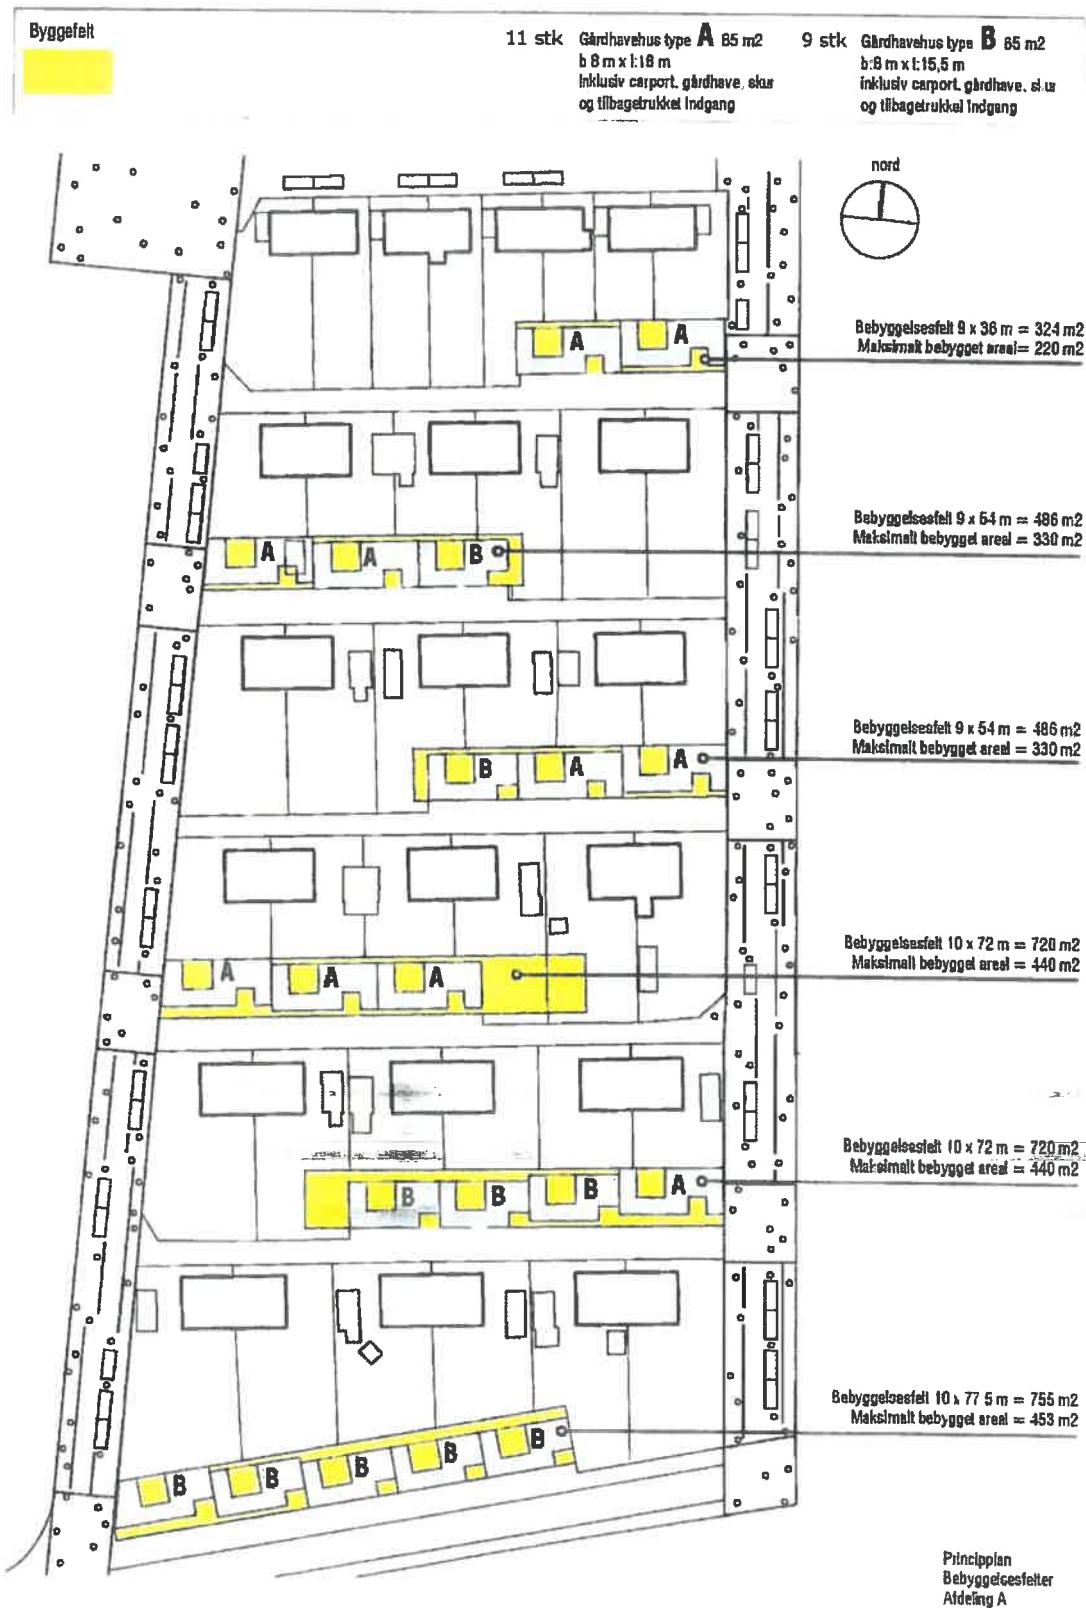 Byggefelt
11 stk Gårdhavehus type A 85 m2
b 8 m x l:18 m
inklusiv carport, gårdhave, skur
og tilbagetrukket indgang
9 stk Gårdhavehus type B 85 m2
b:8 m x l:15,5 m
inklusiv carport, gårdhave, skur
og tilbagetrukket indgang
nord
A A
Bebyggelsesfelt 9 x 36 m = 324 m2
Maksimalt bebygget areal = 220 m2
A A B
Bebyggelsesfelt 9 x 54 m = 486 m2
Maksimalt bebygget areal = 330 m2
B A A
Bebyggelsesfelt 9 x 54 m = 486 m2
Maksimalt bebygget areal = 330 m2
A A A
Bebyggelsesfelt 10 x 72 m = 720 m2
Maksimalt bebygget areal = 440 m2
B B B A
Bebyggelsesfelt 10 x 72 m = 720 m2
Maksimalt bebygget areal = 440 m2
B B B B B
Bebyggelsesfelt 10 x 77 5 m = 755 m2
Maksimalt bebygget areal = 453 m2
Principplan
Bebyggelsesfelter
Afdeling A